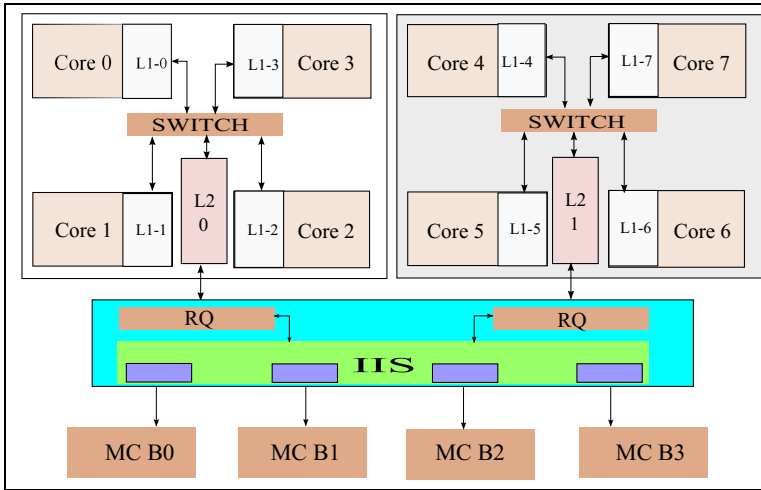 Core 0
L1-0
L1-3
Core 3
SWITCH
L2
0
Core 1
L1-1
L1-2
Core 2
Core 4
L1-4
L1-7
Core 7
SWITCH
L2
1
Core 5
L1-5
L1-6
Core 6
RQ
RQ
IIS
MC B0
MC B1
MC B2
MC B3